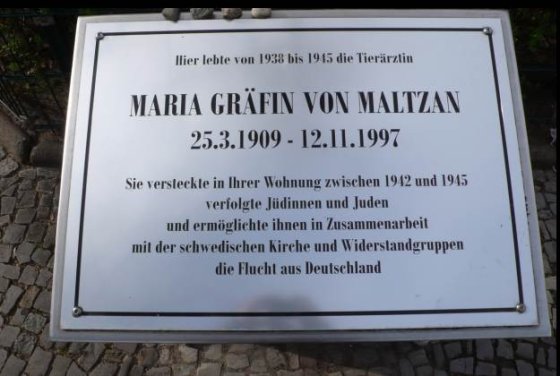 Hier lebte von 1938 bis 1945 die Tierärztin
MARIA GRÄFIN VON MALTZAN
25.3.1909 - 12.11.1997
Sie versteckte in Ihrer Wohnung zwischen 1942 und 1945
verfolgte Jüdinnen und Juden
und ermöglichte ihnen in Zusammenarbeit
mit der schwedischen Kirche und Widerstandgruppen
die Flucht aus Deutschland